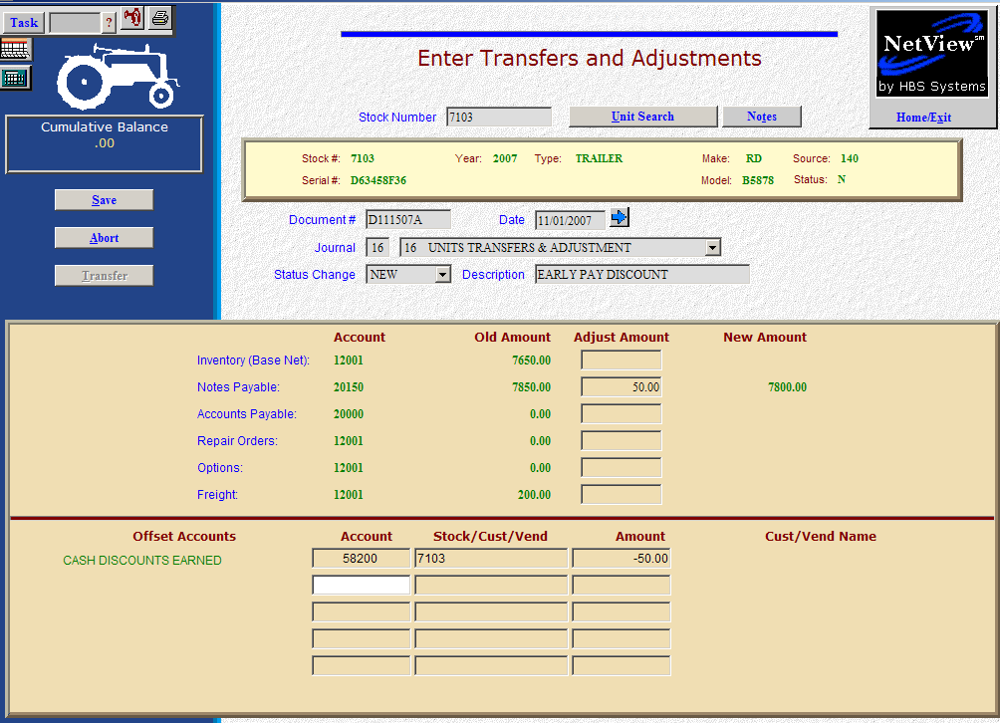 Task ?
Cumulative Balance
.00
Save
Abort
Transfer
Enter Transfers and Adjustments
NetView℠
by HBS Systems
Home/Exit
Stock Number 7103 Unit Search Notes
Stock #: 7103 Year: 2007 Type: TRAILER Make: RD Source: 140
Serial #: D63458F36 Model: B5878 Status: N
Document # D111507A Date 11/01/2007
Journal 16 16 UNITS TRANSFERS & ADJUSTMENT
Status Change NEW Description EARLY PAY DISCOUNT
Account Old Amount Adjust Amount New Amount
Inventory (Base Net): 12001 7650.00
Notes Payable: 20150 7850.00 50.00 7800.00
Accounts Payable: 20000 0.00
Repair Orders: 12001 0.00
Options: 12001 0.00
Freight: 12001 200.00
Offset Accounts Account Stock/Cust/Vend Amount Cust/Vend Name
CASH DISCOUNTS EARNED 58200 7103 -50.00